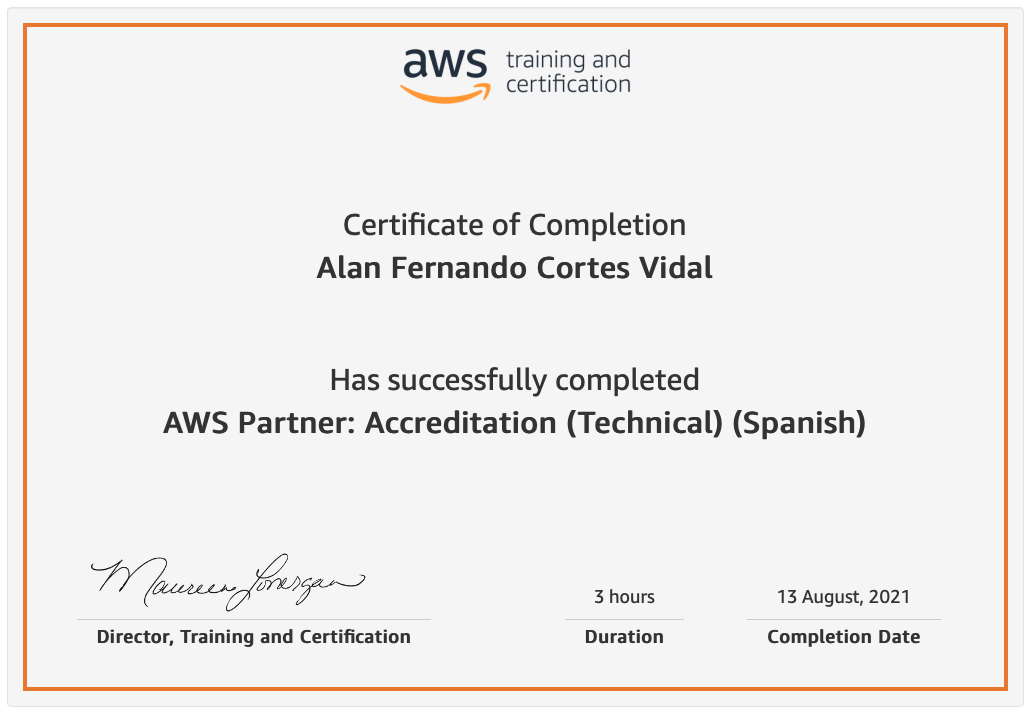 aws training and
certification
Certificate of Completion
Alan Fernando Cortes Vidal
Has successfully completed
AWS Partner: Accreditation (Technical) (Spanish)
Maureen Lonergan
3 hours
13 August, 2021
Director, Training and Certification
Duration
Completion Date